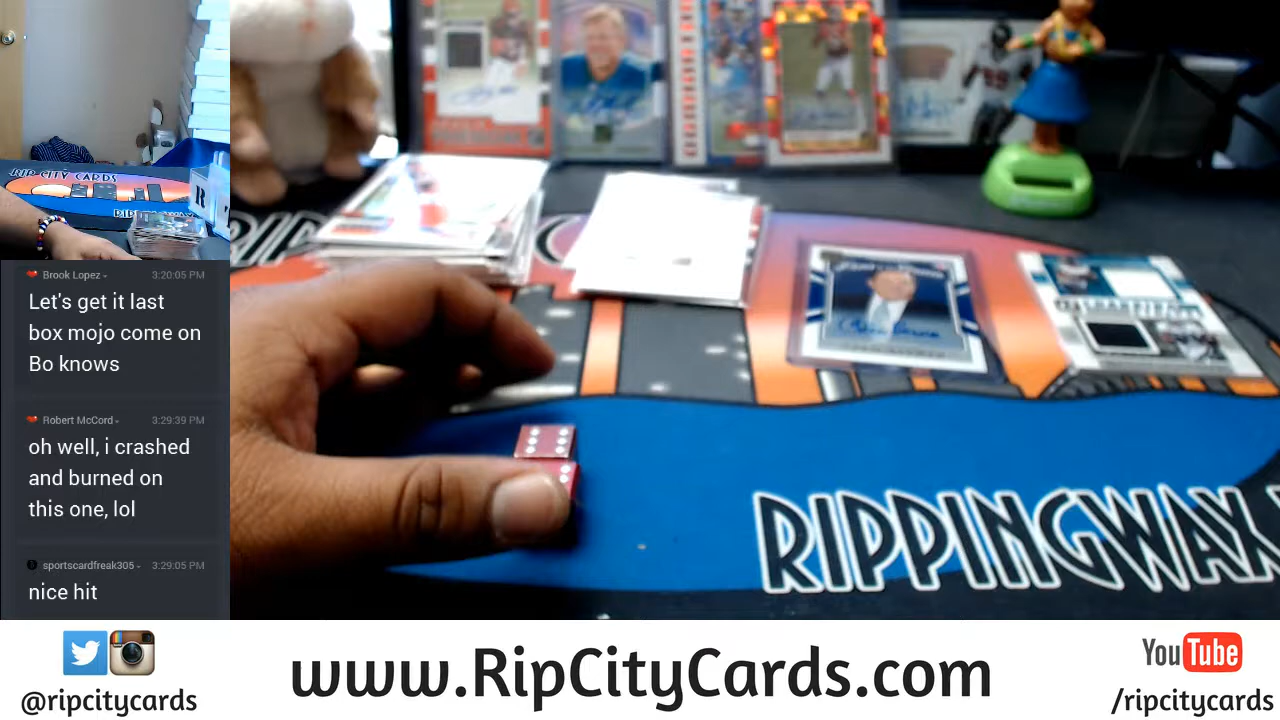 RIP CITY CARDS
RIPPINGWAX
R
Brook Lopez
3:20:05 PM
Let's get it last
box mojo come on
Bo knows
Robert McCord
3:29:39 PM
oh well, i crashed
and burned on
this one, lol
sportscardfreak305
3:29:05 PM
nice hit
RIPPINGWAX
@ripcitycards
www.RipCityCards.com
YouTube
/ripcitycards